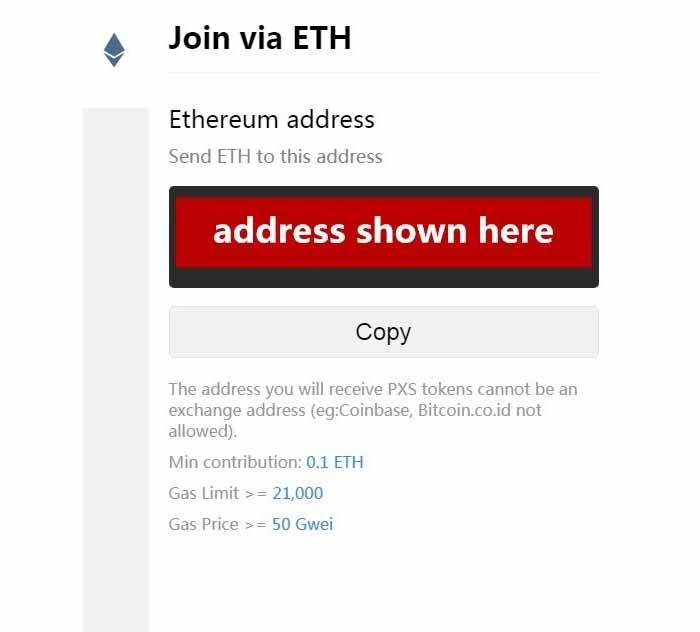 Join via ETH
Ethereum address
Send ETH to this address
address shown here
Copy
The address you will receive PXS tokens cannot be an
exchange address (eg:Coinbase, Bitcoin.co.id not
allowed).
Min contribution: 0.1 ETH
Gas Limit >= 21,000
Gas Price >= 50 Gwei